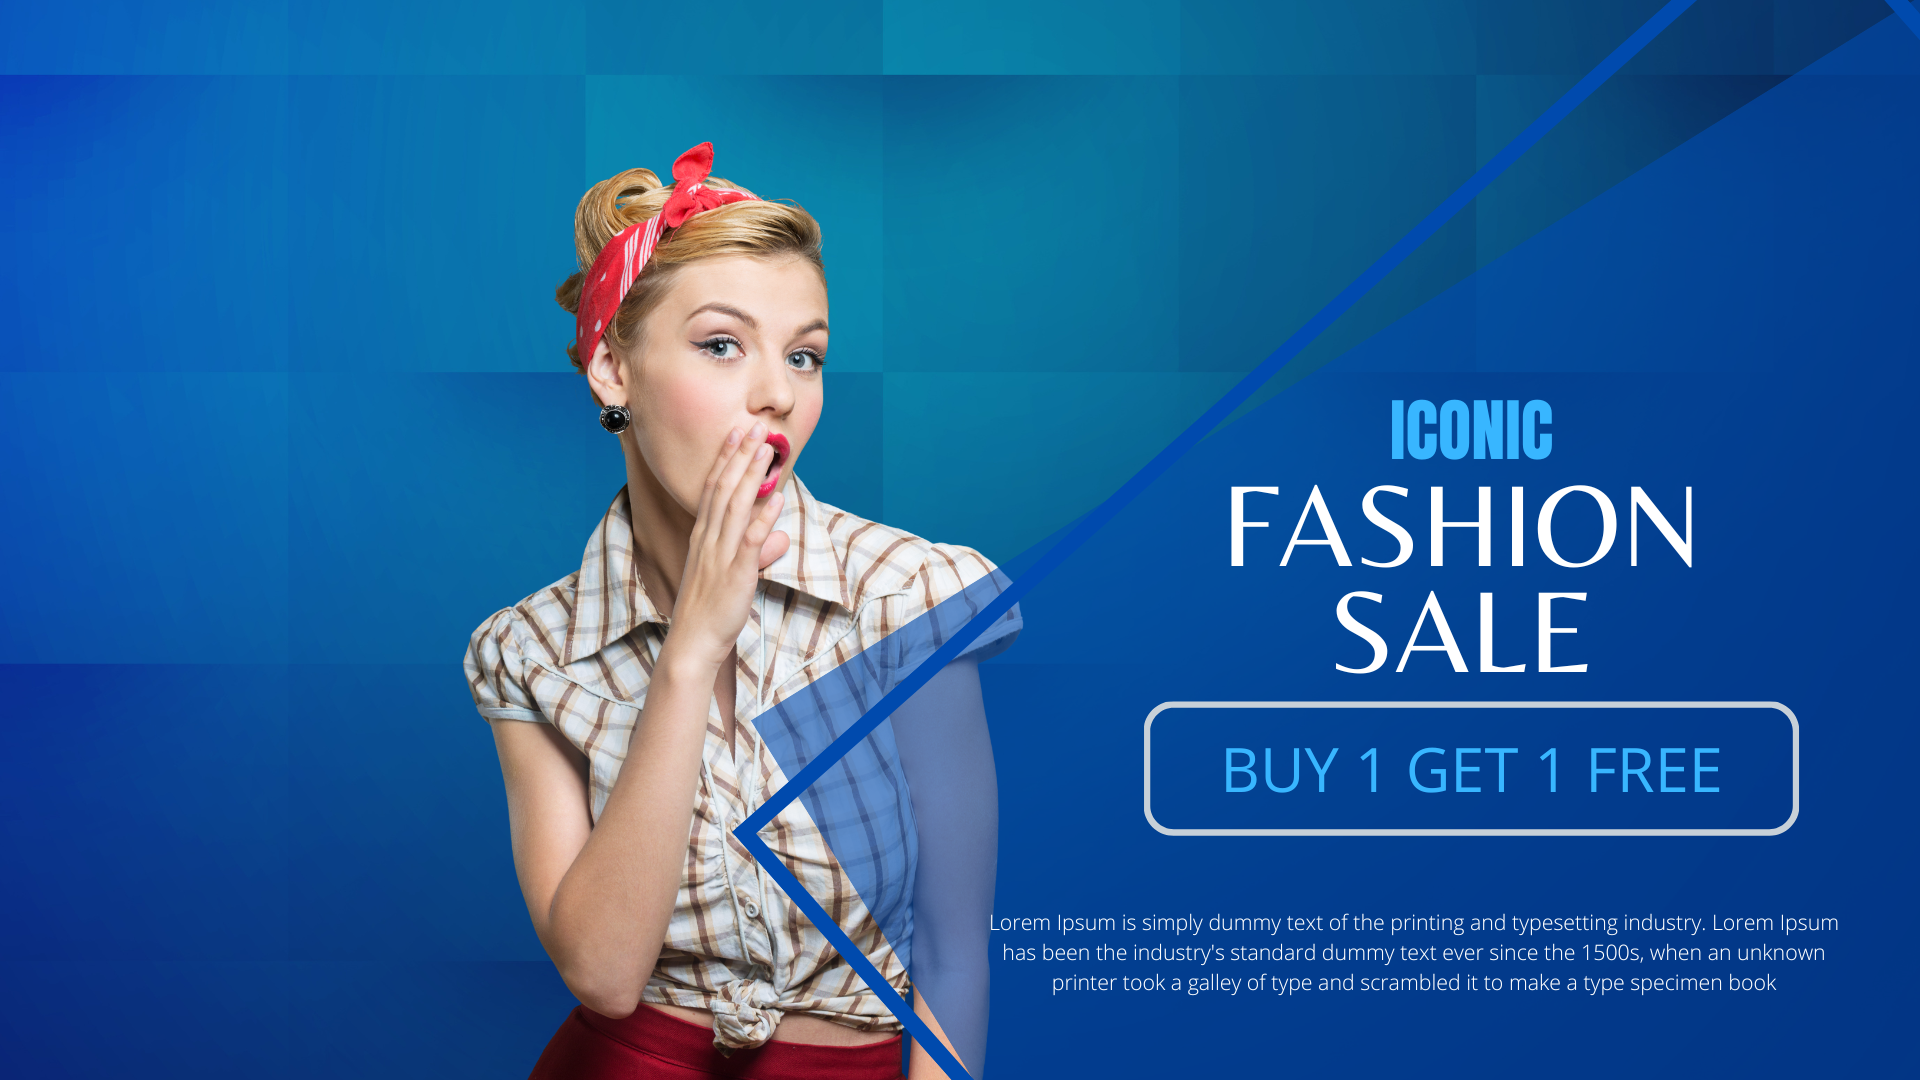 ICONIC
FASHION
SALE
BUY 1 GET 1 FREE
Lorem Ipsum is simply dummy text of the printing and typesetting industry. Lorem Ipsum
has been the industry's standard dummy text ever since the 1500s, when an unknown
printer took a galley of type and scrambled it to make a type specimen book